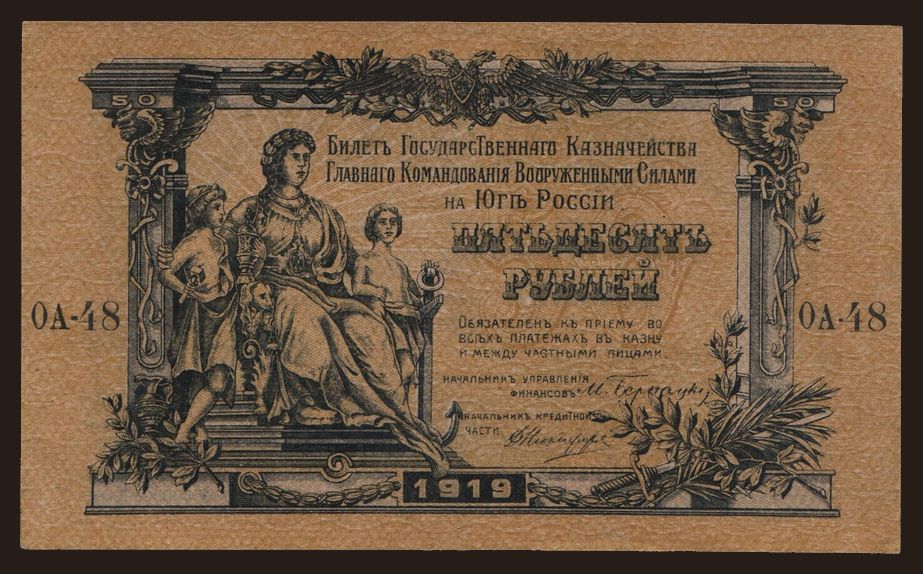 50
50
Билетъ Государственнаго Казначейства
Главнаго Командованія Вооруженными Силами
на Югѣ Россіи.
ПЯТЬДЕСЯТЪ
РУБЛЕЙ
ОА-48
ОА-48
Обязателенъ къ пріему во
всѣхъ платежахъ въ казну
и между частными лицами.
НАЧАЛЬНИКЪ УПРАВЛЕНІЯ
ФИНАНСОВЪ М. Бернацкій
НАЧАЛЬНИКЪ КРЕДИТНОЙ
ЧАСТИ
1919